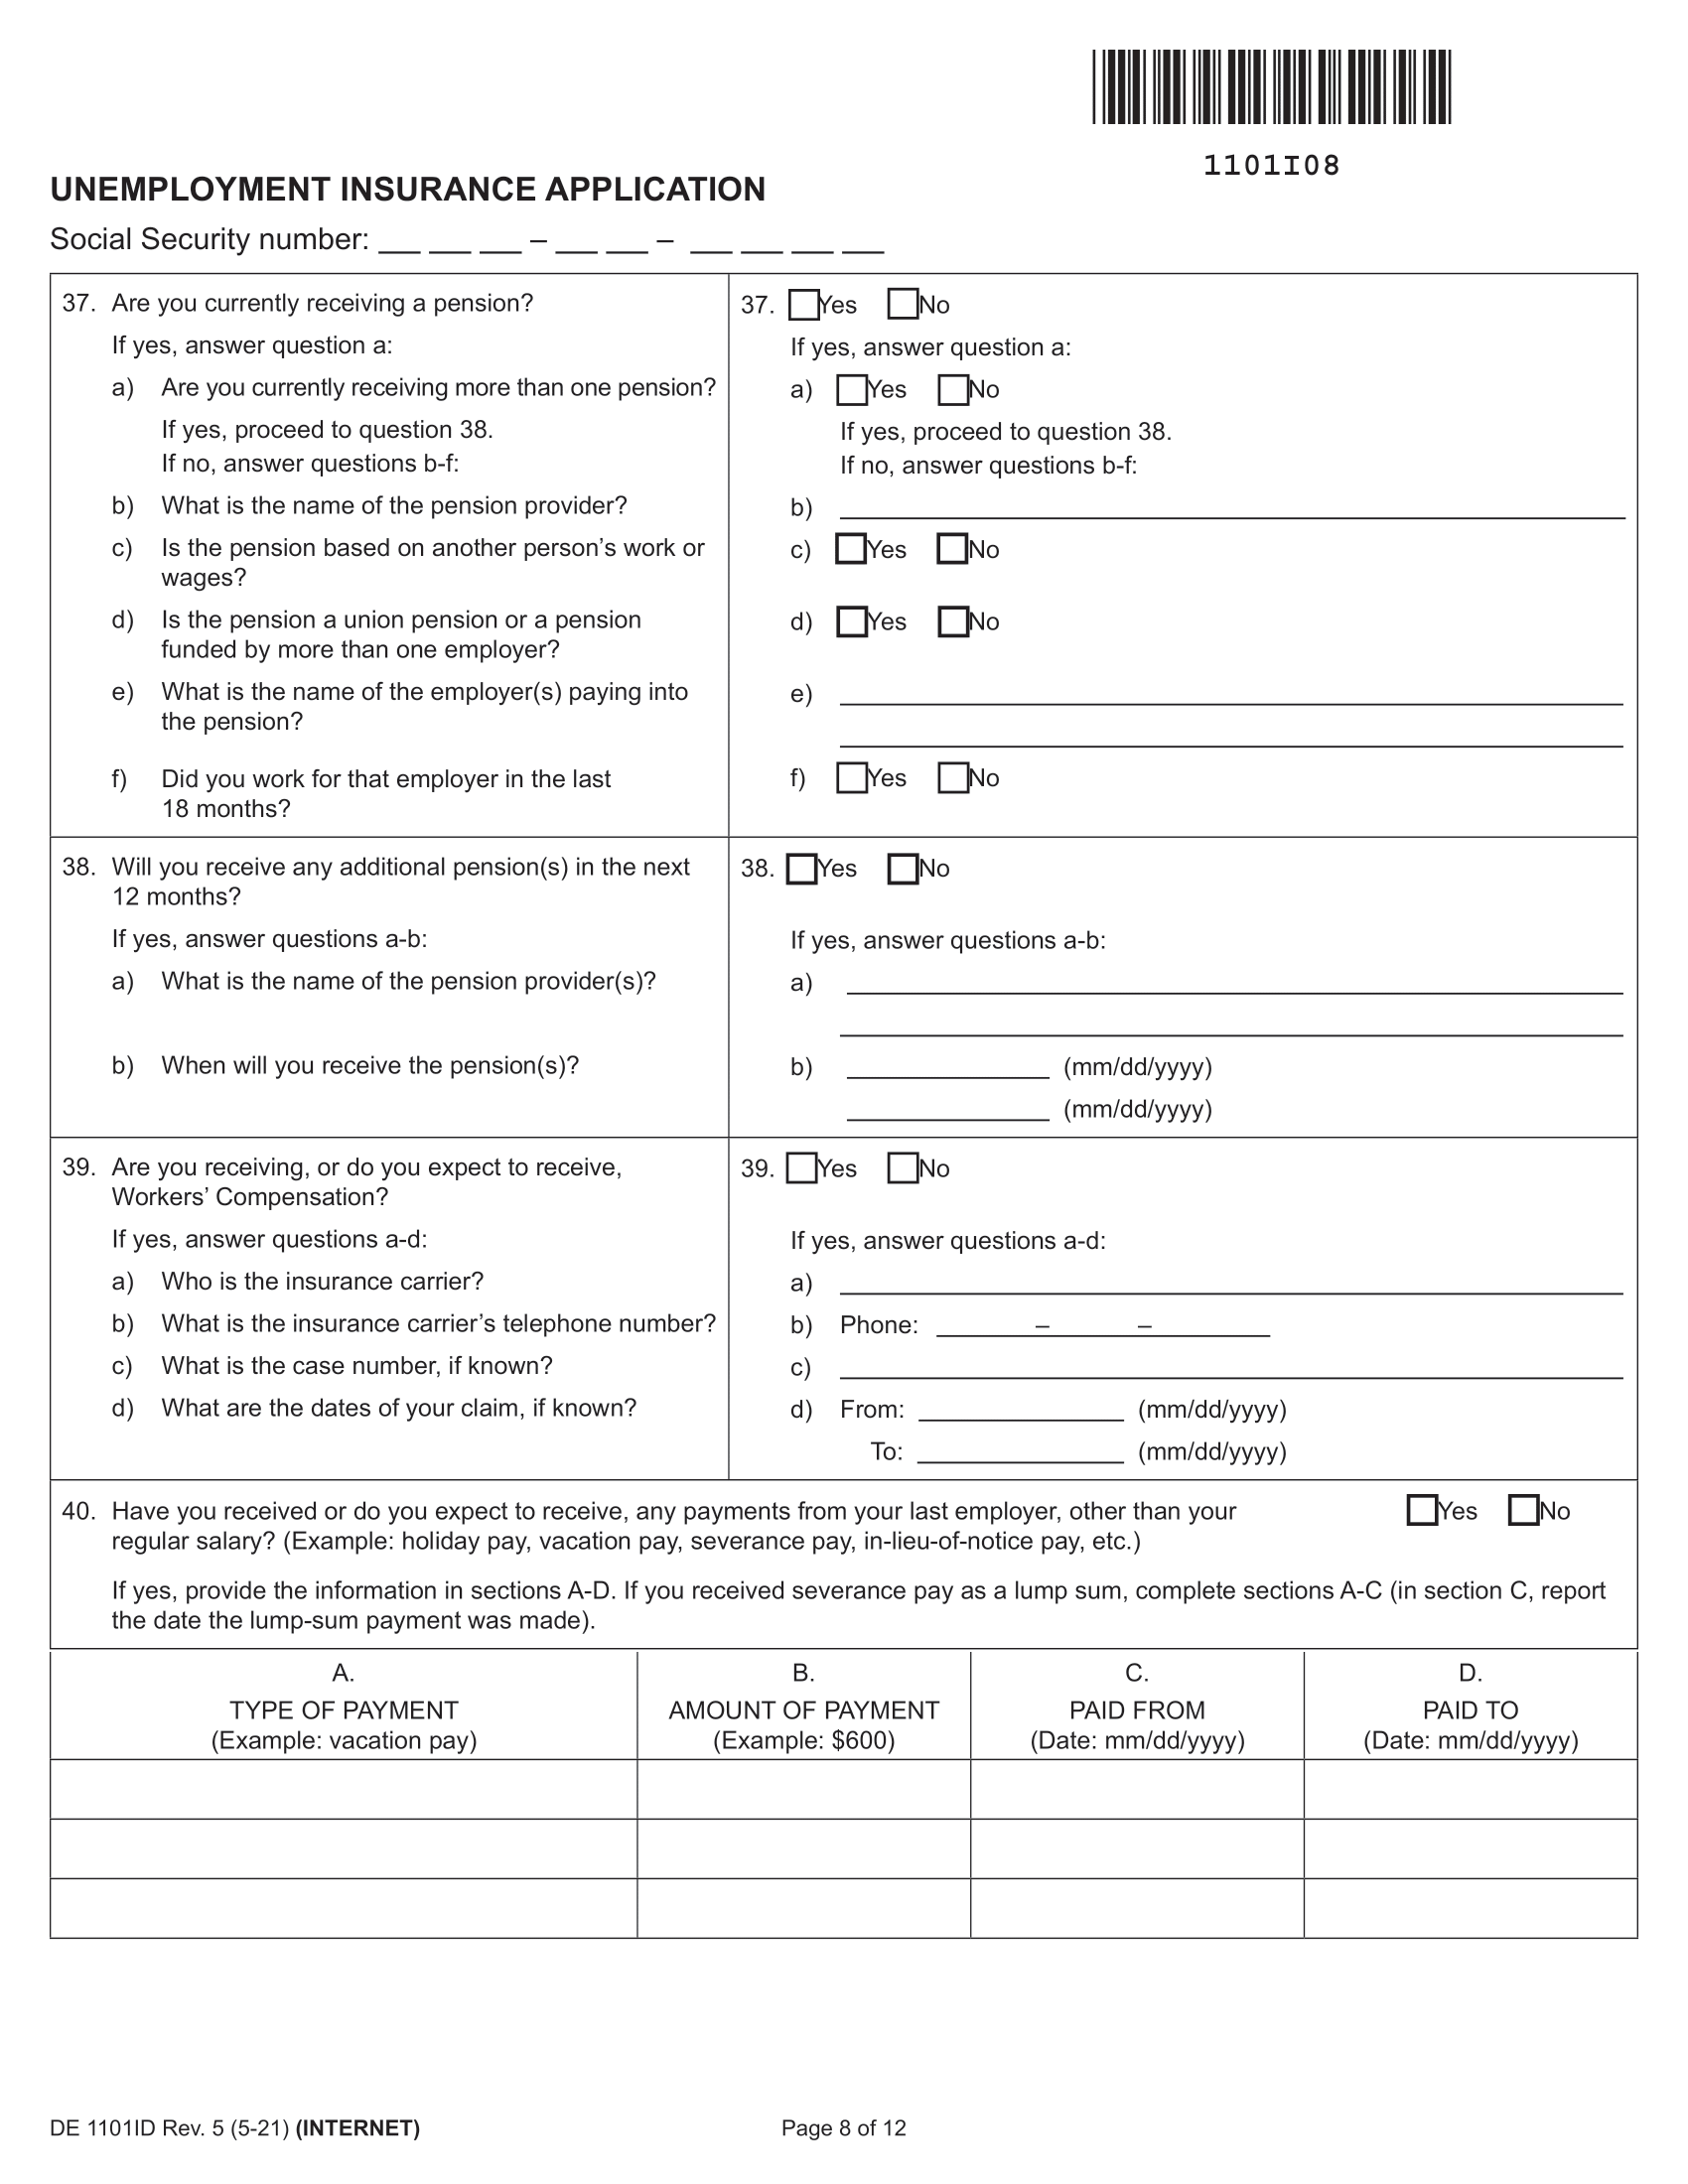 1101I08
UNEMPLOYMENT INSURANCE APPLICATION
Social Security number: ___ ___ ___ – ___ ___ – ___ ___ ___ ___
37. Are you currently receiving a pension?
If yes, answer question a:
a) Are you currently receiving more than one pension?
If yes, proceed to question 38.
If no, answer questions b-f:
b) What is the name of the pension provider?
c) Is the pension based on another person’s work or
wages?
d) Is the pension a union pension or a pension
funded by more than one employer?
e) What is the name of the employer(s) paying into
the pension?
f) Did you work for that employer in the last
18 months?
37. Yes No
If yes, answer question a:
a) Yes No
If yes, proceed to question 38.
If no, answer questions b-f:
b)
c) Yes No
d) Yes No
e)
f) Yes No
38. Will you receive any additional pension(s) in the next
12 months?
If yes, answer questions a-b:
a) What is the name of the pension provider(s)?
b) When will you receive the pension(s)?
38. Yes No
If yes, answer questions a-b:
a)
b) (mm/dd/yyyy)
(mm/dd/yyyy)
39. Are you receiving, or do you expect to receive,
Workers’ Compensation?
If yes, answer questions a-d:
a) Who is the insurance carrier?
b) What is the insurance carrier’s telephone number?
c) What is the case number, if known?
d) What are the dates of your claim, if known?
39. Yes No
If yes, answer questions a-d:
a)
b) Phone: – –
c)
d) From: (mm/dd/yyyy)
To: (mm/dd/yyyy)
40. Have you received or do you expect to receive, any payments from your last employer, other than your Yes No
regular salary? (Example: holiday pay, vacation pay, severance pay, in-lieu-of-notice pay, etc.)
If yes, provide the information in sections A-D. If you received severance pay as a lump sum, complete sections A-C (in section C, report
the date the lump-sum payment was made).
A. B. C. D.
TYPE OF PAYMENT AMOUNT OF PAYMENT PAID FROM PAID TO
(Example: vacation pay) (Example: $600) (Date: mm/dd/yyyy) (Date: mm/dd/yyyy)
DE 1101ID Rev. 5 (5-21) (INTERNET) Page 8 of 12